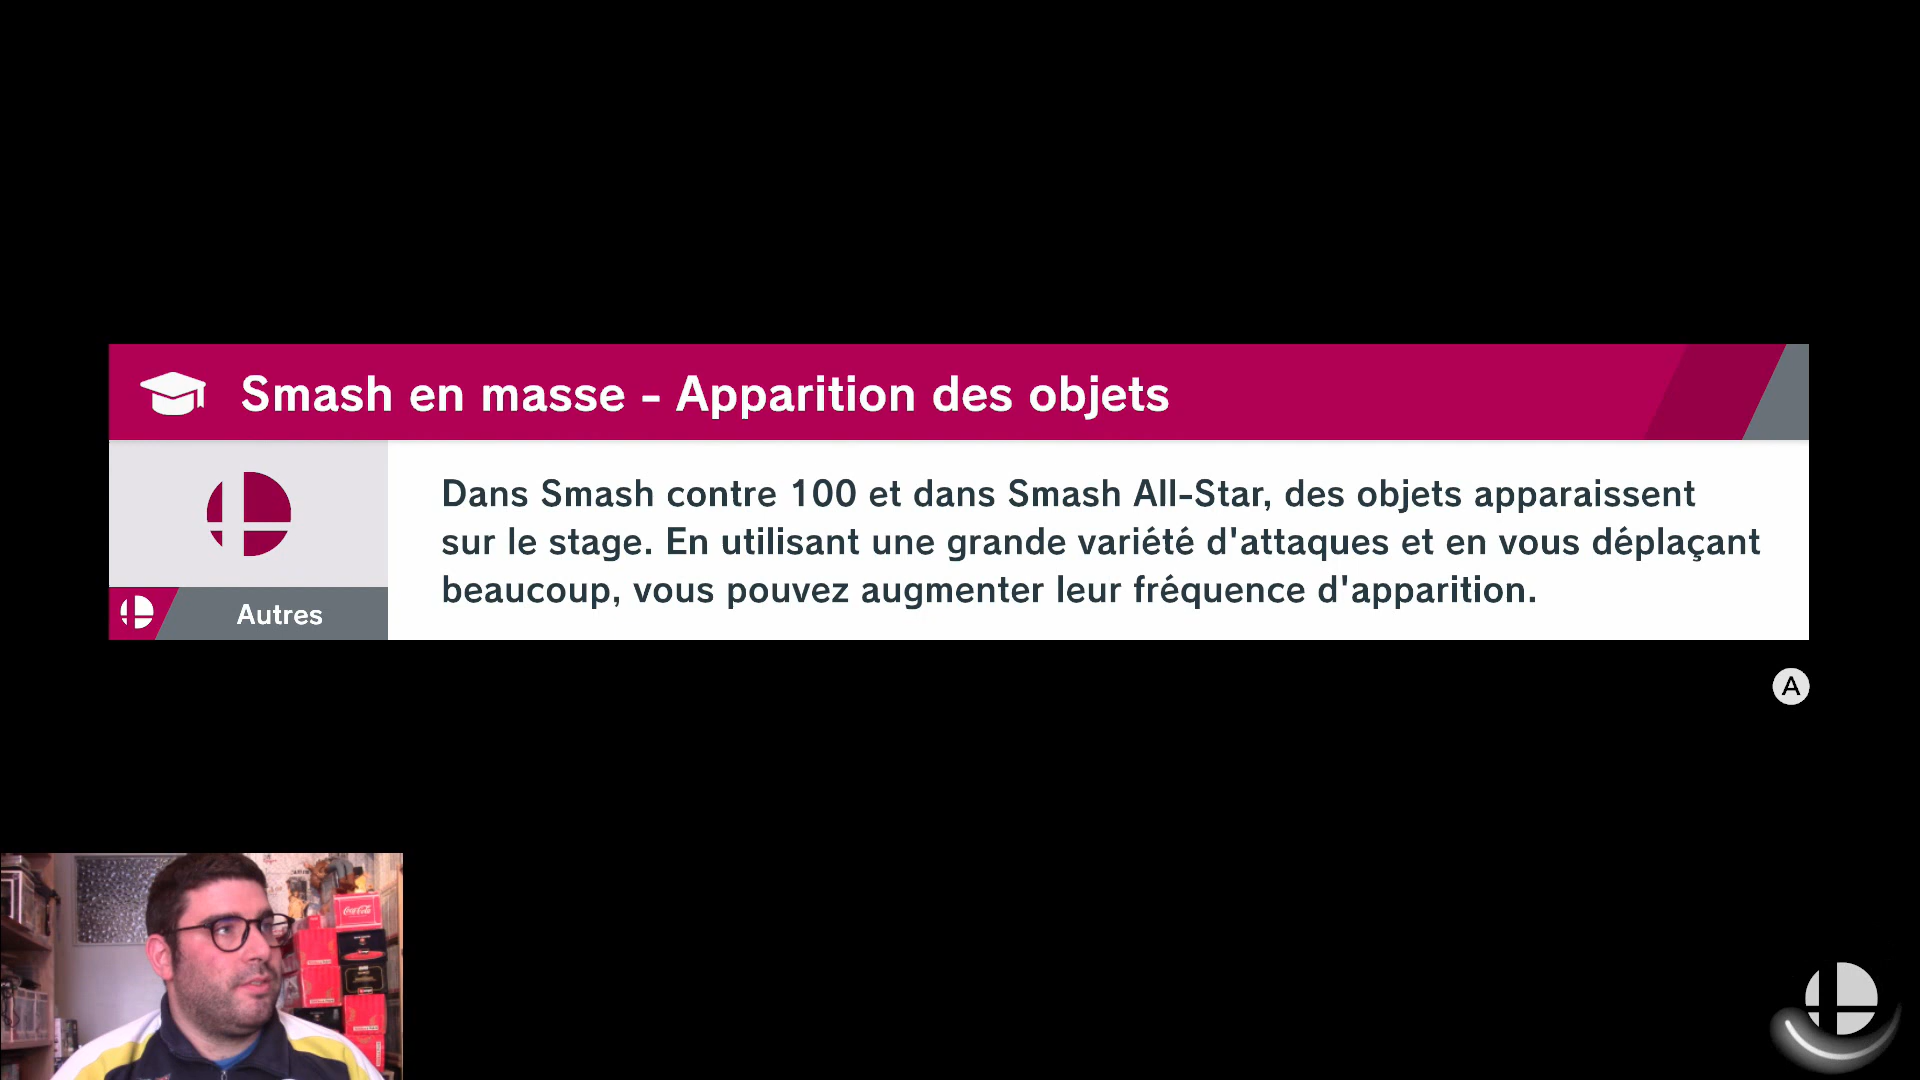 Smash en masse - Apparition des objets
Dans Smash contre 100 et dans Smash All-Star, des objets apparaissent
sur le stage. En utilisant une grande variété d'attaques et en vous déplaçant
beaucoup, vous pouvez augmenter leur fréquence d'apparition.
Autres
A
Coca-Cola